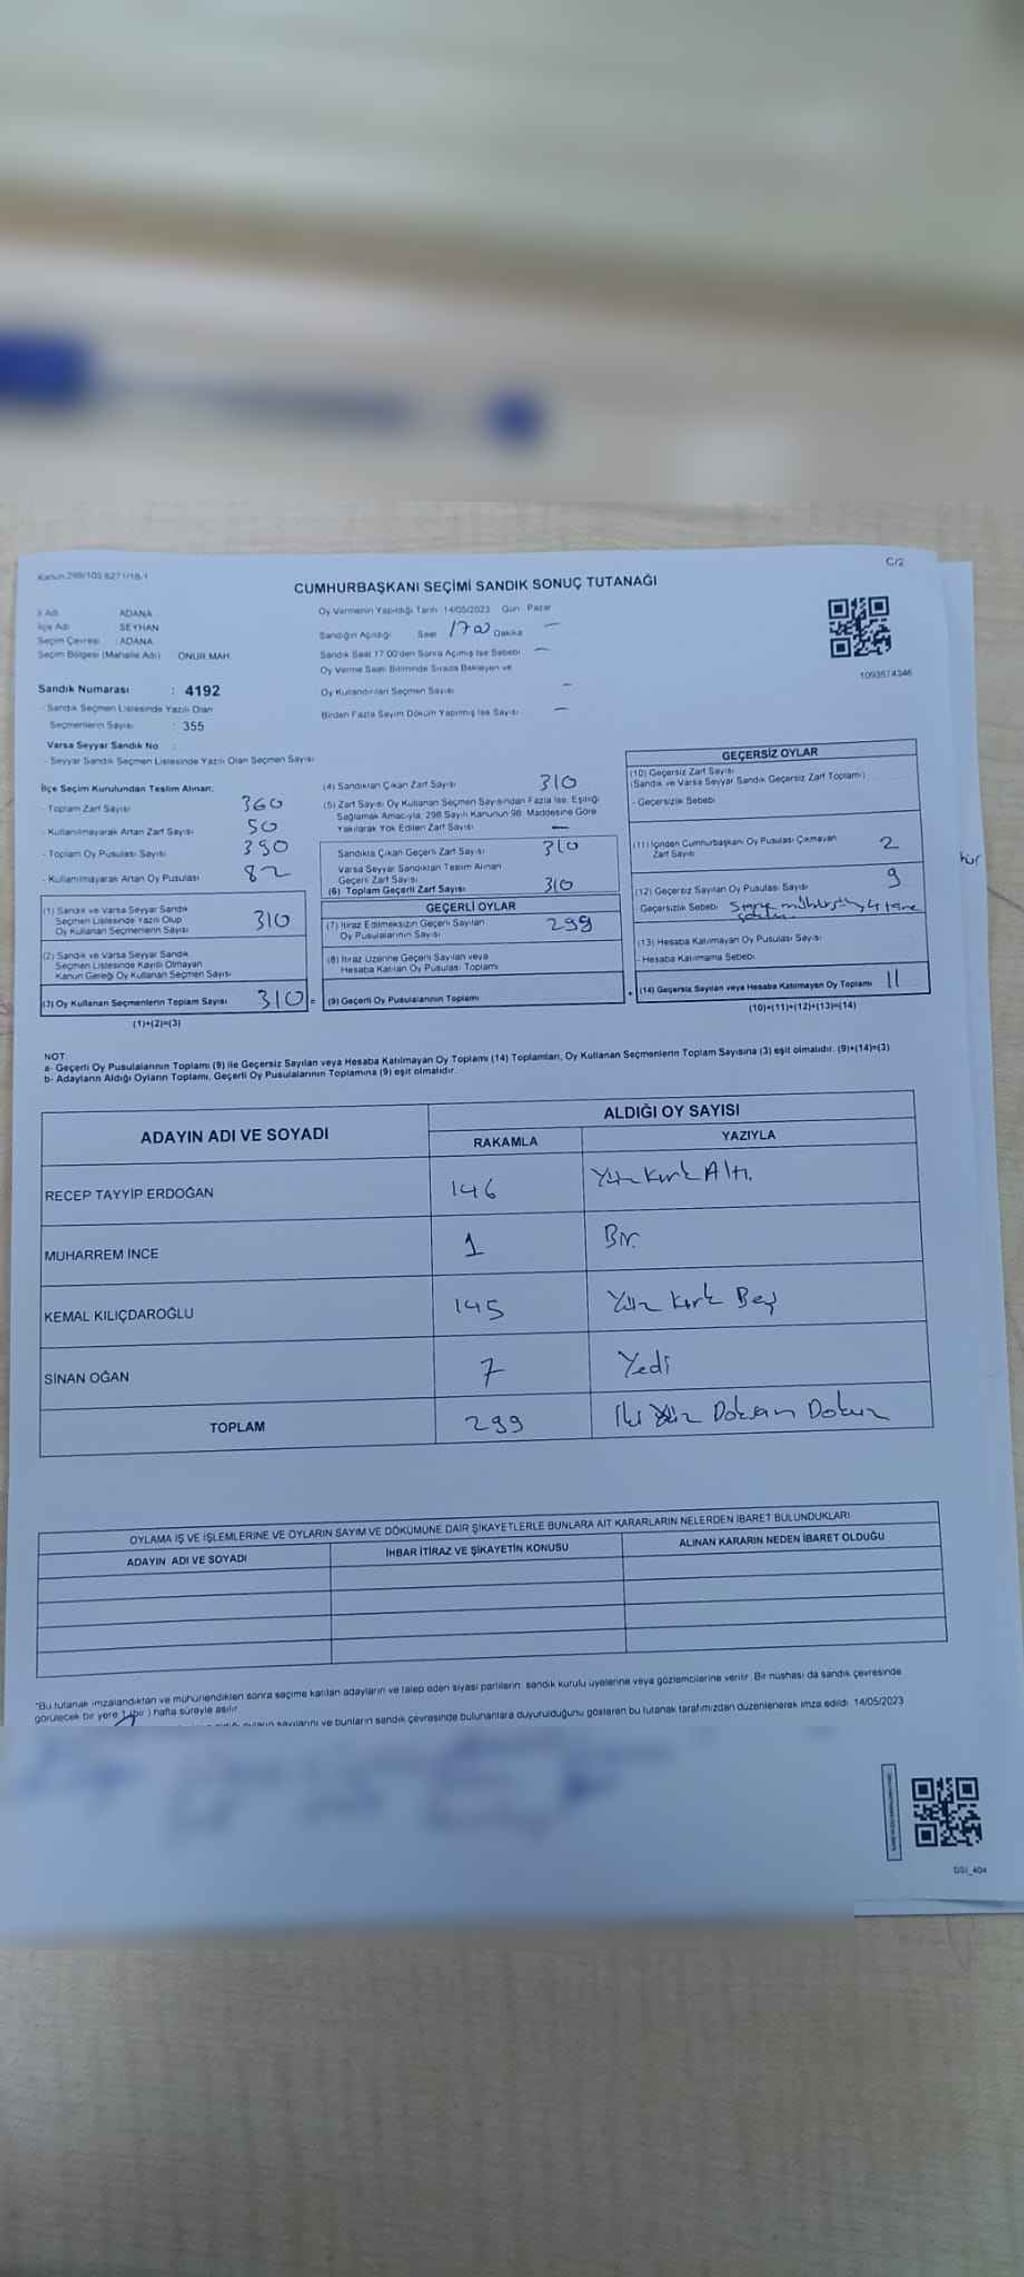 Kanun 298/103 6271/18-1
C/2
CUMHURBAŞKANI SEÇİMİ SANDIK SONUÇ TUTANAĞI
İl Adı ADANA
İlçe Adı SEYHAN
Seçim Çevresi : ADANA
Seçim Bölgesi (Mahalle Adı) ONUR MAH.
Oy Vermenin Yapıldığı Tarih 14/05/2023 Gün: Pazar
Sandığın Açıldığı Saat 1700 Dakika —
Sandık Saat 17:00'den Sonra Açılmış İse Sebebi —
Oy Verme Saati Bitiminde Sırada Bekleyen ve
Oy Kullandırılan Seçmen Sayısı —
Birden Fazla Sayım Döküm Yapılmış İse Sayısı —
1093574346
Sandık Numarası : 4192
- Sandık Seçmen Listesinde Yazılı Olan
Seçmenlerin Sayısı : 355
Varsa Seyyar Sandık No :
- Seyyar Sandık Seçmen Listesinde Yazılı Olan Seçmen Sayısı
İlçe Seçim Kurulundan Teslim Alınan;
- Toplam Zarf Sayısı 360
- Kullanılmayarak Artan Zarf Sayısı 50
- Toplam Oy Pusulası Sayısı 390
- Kullanılmayarak Artan Oy Pusulası 82
(1) Sandık ve Varsa Seyyar Sandık
Seçmen Listesinde Yazılı Olup
Oy Kullanan Seçmenlerin Sayısı 310
(2) Sandık ve Varsa Seyyar Sandık
Seçmen Listesinde Kayıtlı Olmayan
Kanun Gereği Oy Kullanan Seçmen Sayısı
(3) Oy Kullanan Seçmenlerin Toplam Sayısı 310 =
(1)+(2)=(3)
(4) Sandıktan Çıkan Zarf Sayısı 310
(5) Zarf Sayısı Oy Kullanan Seçmen Sayısından Fazla İse, Eşitliği
Sağlamak Amacıyla, 298 Sayılı Kanunun 98. Maddesine Göre
Yakılarak Yok Edilen Zarf Sayısı —
Sandıkta Çıkan Geçerli Zarf Sayısı 310
Varsa Seyyar Sandıktan Teslim Alınan
Geçerli Zarf Sayısı
(6) Toplam Geçerli Zarf Sayısı 310
GEÇERLİ OYLAR
(7) İtiraz Edilmeksizin Geçerli Sayılan
Oy Pusulalarının Sayısı 299
(8) İtiraz Üzerine Geçerli Sayılan veya
Hesaba Katılan Oy Pusulası Toplamı
(9) Geçerli Oy Pusulalarının Toplamı
GEÇERSİZ OYLAR
(10) Geçersiz Zarf Sayısı
(Sandık ve Varsa Seyyar Sandık Geçersiz Zarf Toplamı)
- Geçersizlik Sebebi
(11) İçinden Cumhurbaşkanı Oy Pusulası Çıkmayan
Zarf Sayısı 2
(12) Geçersiz Sayılan Oy Pusulası Sayısı 9
Geçersizlik Sebebi
(13) Hesaba Katılmayan Oy Pusulası Sayısı
- Hesaba Katılmama Sebebi
+ (14) Geçersiz Sayılan veya Hesaba Katılmayan Oy Toplamı 11
(10)+(11)+(12)+(13)=(14)
NOT:
a- Geçerli Oy Pusulalarının Toplamı (9) ile Geçersiz Sayılan veya Hesaba Katılmayan Oy Toplamı (14) Toplamları, Oy Kullanan Seçmenlerin Toplam Sayısına (3) eşit olmalıdır. (9)+(14)=(3)
b- Adayların Aldığı Oyların Toplamı, Geçerli Oy Pusulalarının Toplamına (9) eşit olmalıdır.
ADAYIN ADI VE SOYADI
ALDIĞI OY SAYISI
RAKAMLA YAZIYLA
RECEP TAYYİP ERDOĞAN 146 Yüz Kırk Altı.
MUHARREM İNCE 1 Bir.
KEMAL KILIÇDAROĞLU 145 Yüz Kırk Beş
SİNAN OĞAN 7 Yedi
TOPLAM 299 İki Yüz Doksan Dokuz
OYLAMA İŞ VE İŞLEMLERİNE VE OYLARIN SAYIM VE DÖKÜMÜNE DAİR ŞİKAYETLERLE BUNLARA AİT KARARLARIN NELERDEN İBARET BULUNDUKLARI
ADAYIN ADI VE SOYADI İHBAR İTİRAZ VE ŞİKAYETİN KONUSU ALINAN KARARIN NEDEN İBARET OLDUĞU
"Bu tutanak imzalandıktan ve mühürlendikten sonra seçime katılan adayların ve talep eden siyasi partilerin, sandık kurulu üyelerine veya gözlemcilerine verilir. Bir nüshası da sandık çevresinde
görülecek bir yere 1 (bir) hafta süreyle asılır.
sayılarını ve bunların sandık çevresinde bulunanlara duyurulduğunu gösteren bu tutanak tarafımızdan düzenlenerek imza edildi. 14/05/2023